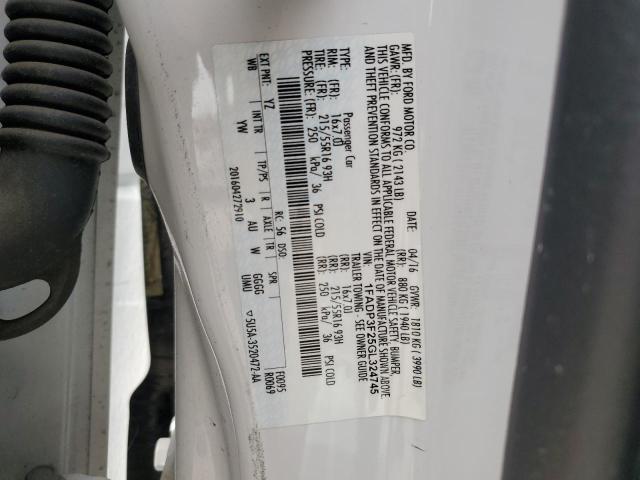 MFD. BY FORD MOTOR CO.
DATE: 04/16 GVWR: 1810 KG ( 3990 LB)
GAWR: (FR): 972 KG ( 2143 LB) (RR): 880 KG ( 1940 LB)
THIS VEHICLE CONFORMS TO ALL APPLICABLE FEDERAL MOTOR VEHICLE SAFETY, BUMPER,
AND THEFT PREVENTION STANDARDS IN EFFECT ON THE DATE OF MANUFACTURE SHOWN ABOVE.
VIN: 1FADP3F25GL324745
TYPE: Passenger Car TRAILER TOWING - SEE OWNER GUIDE
RIM: (FR): 16x7.0J (RR): 16x7.0J
TIRE: (FR): 215/55R16 93H (RR): 215/55R16 93H
PRESSURE: (FR): 250 kPa/ 36 PSI COLD (RR): 250 kPa/ 36 PSI COLD
EXT PNT: YZ RC: 56 DSO: F0095
R0069
WB INT TR TP/PS R AXLE TR SPR
YW 3 AU W GGGG
UMU
201604272910 5U5A-3520472-AA